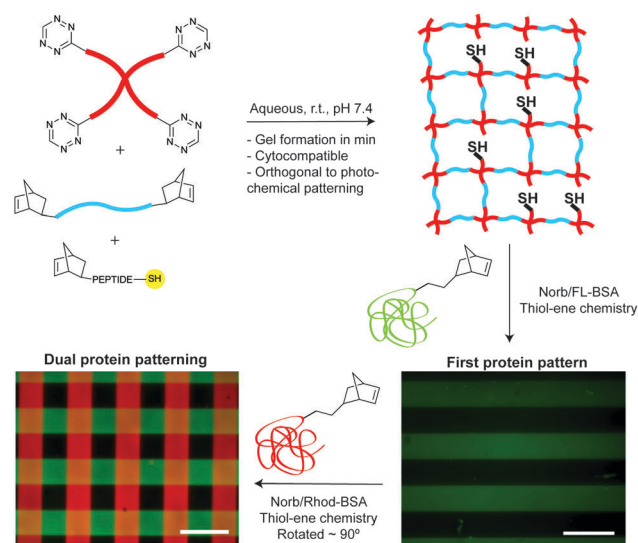 N N
N N
N N
N N
N N
N N
N N
N N
+
+
PEPTIDE SH
Aqueous, r.t., pH 7.4
- Gel formation in min
- Cytocompatible
- Orthogonal to photo-
chemical patterning
SH SH
SH
SH
SH SH
Norb/FL-BSA
Thiol-ene chemistry
Dual protein patterning
First protein pattern
Norb/Rhod-BSA
Thiol-ene chemistry
Rotated ~ 90º